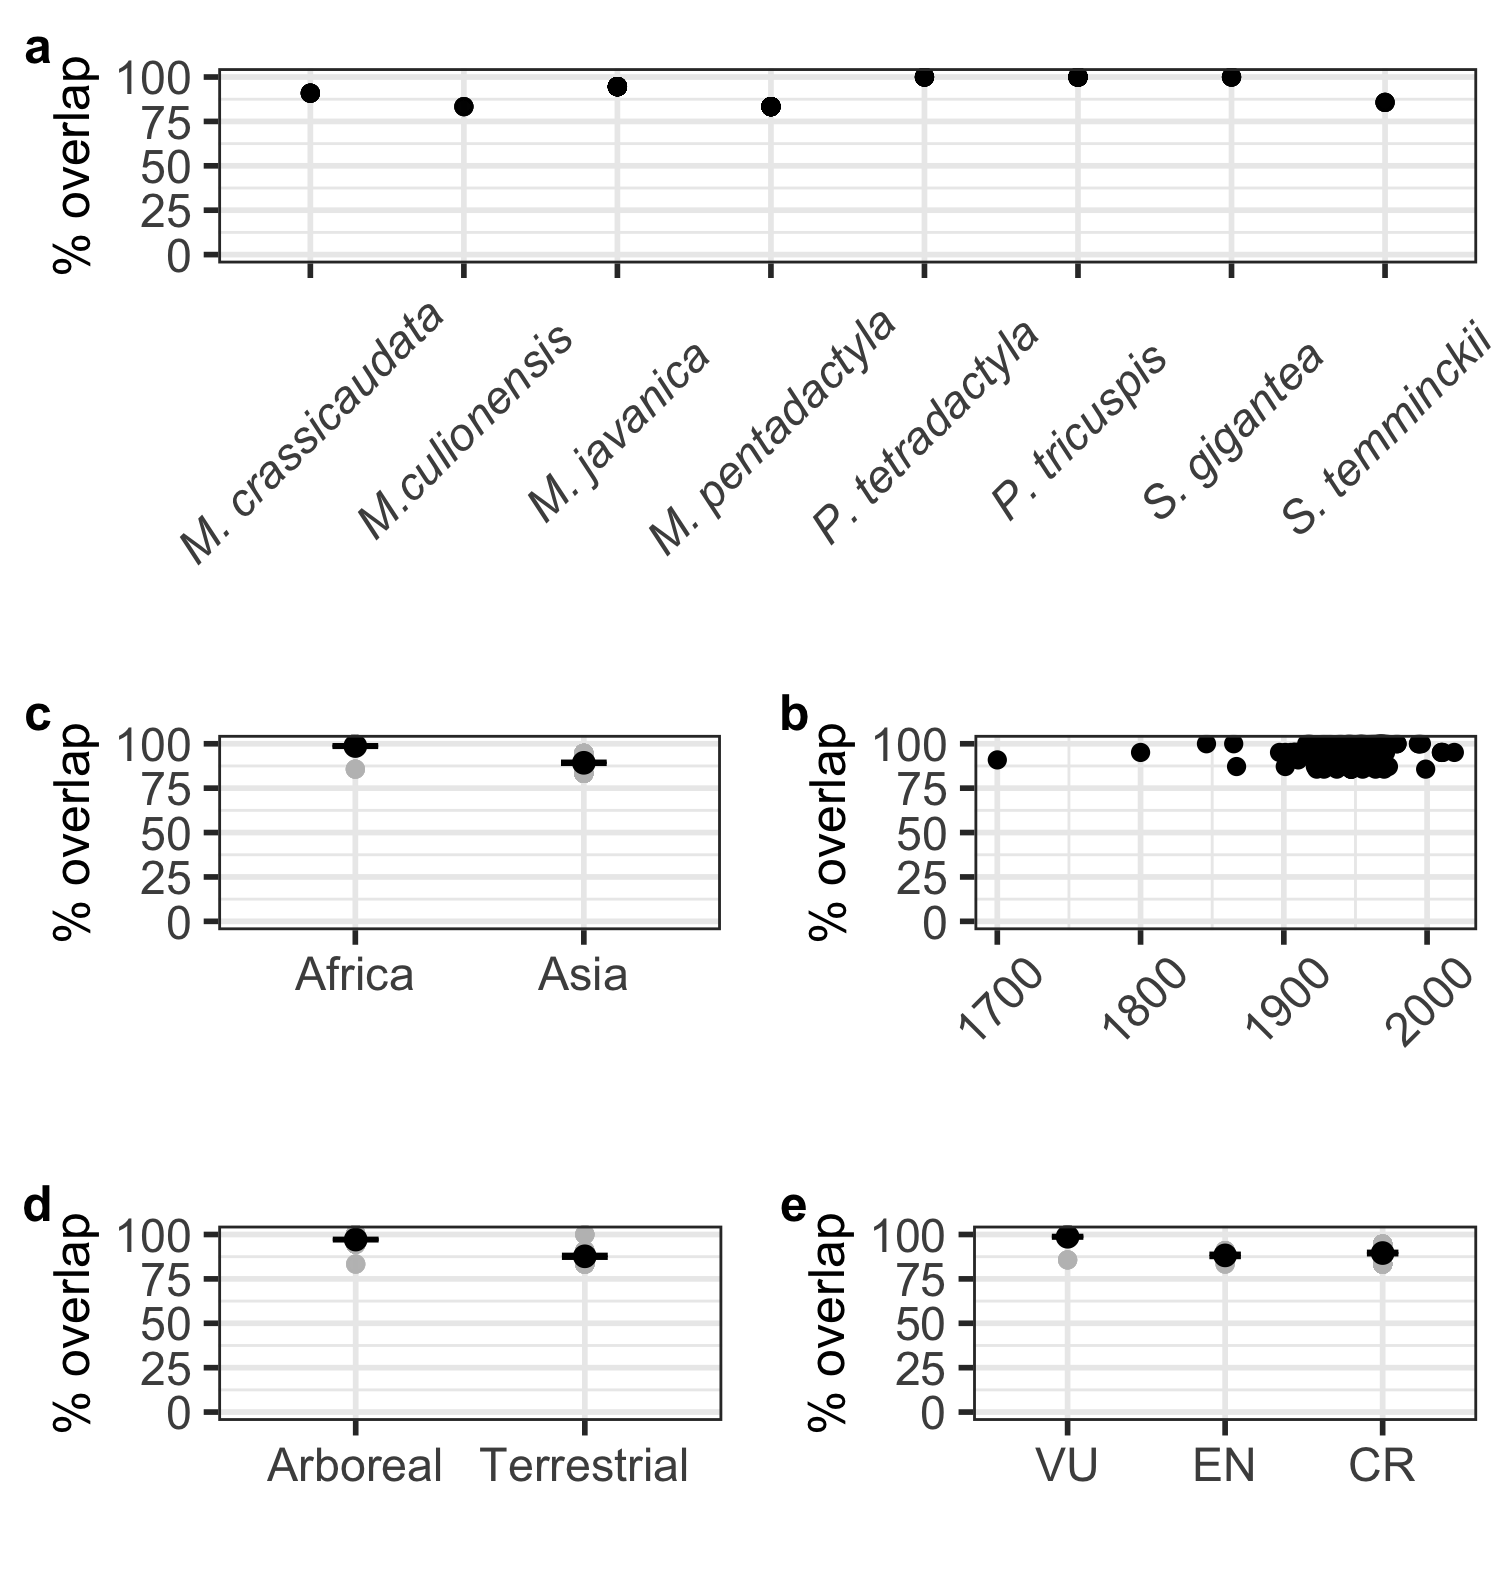 a
% overlap
100
75
50
25
0
M. crassicaudata
M.culionensis
M. javanica
M. pentadactyla
P. tetradactyla
P. tricuspis
S. gigantea
S. temminckii
c
% overlap
100
75
50
25
0
Africa
Asia
b
% overlap
100
75
50
25
0
1700
1800
1900
2000
d
% overlap
100
75
50
25
0
Arboreal
Terrestrial
e
% overlap
100
75
50
25
0
VU
EN
CR